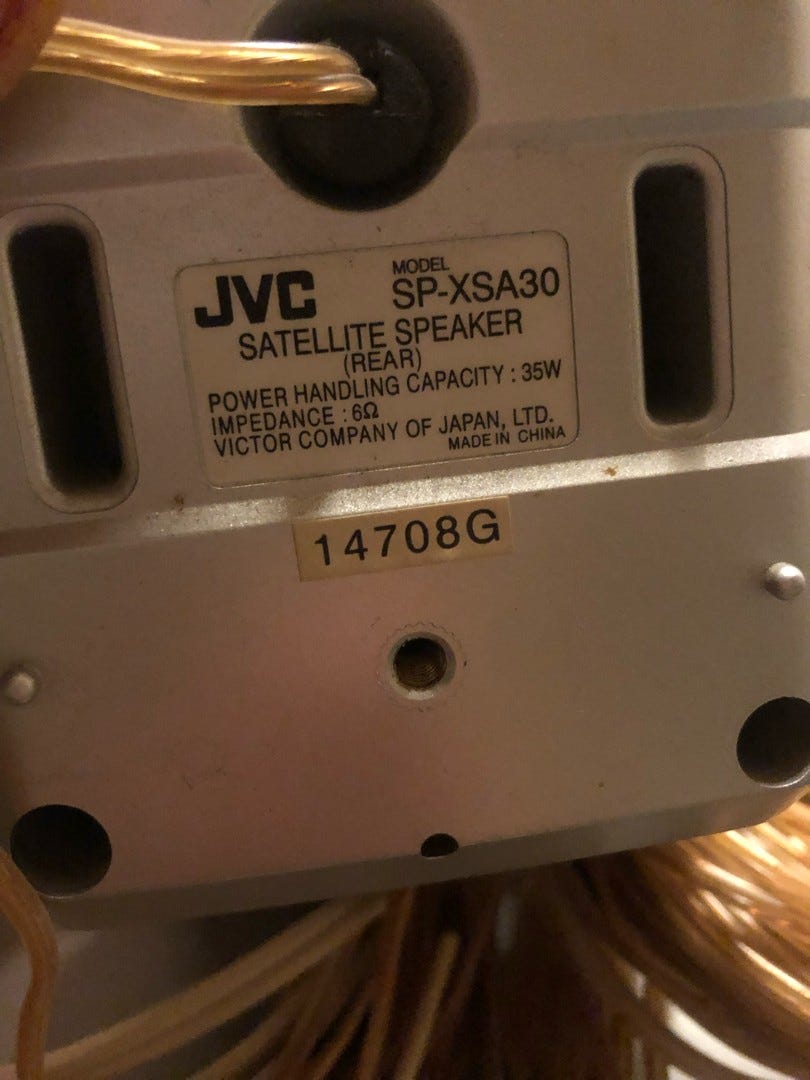 JVC MODEL SP-XSA30
SATELLITE SPEAKER
(REAR)
POWER HANDLING CAPACITY : 35W
IMPEDANCE : 6Ω
VICTOR COMPANY OF JAPAN, LTD.
MADE IN CHINA
14708G